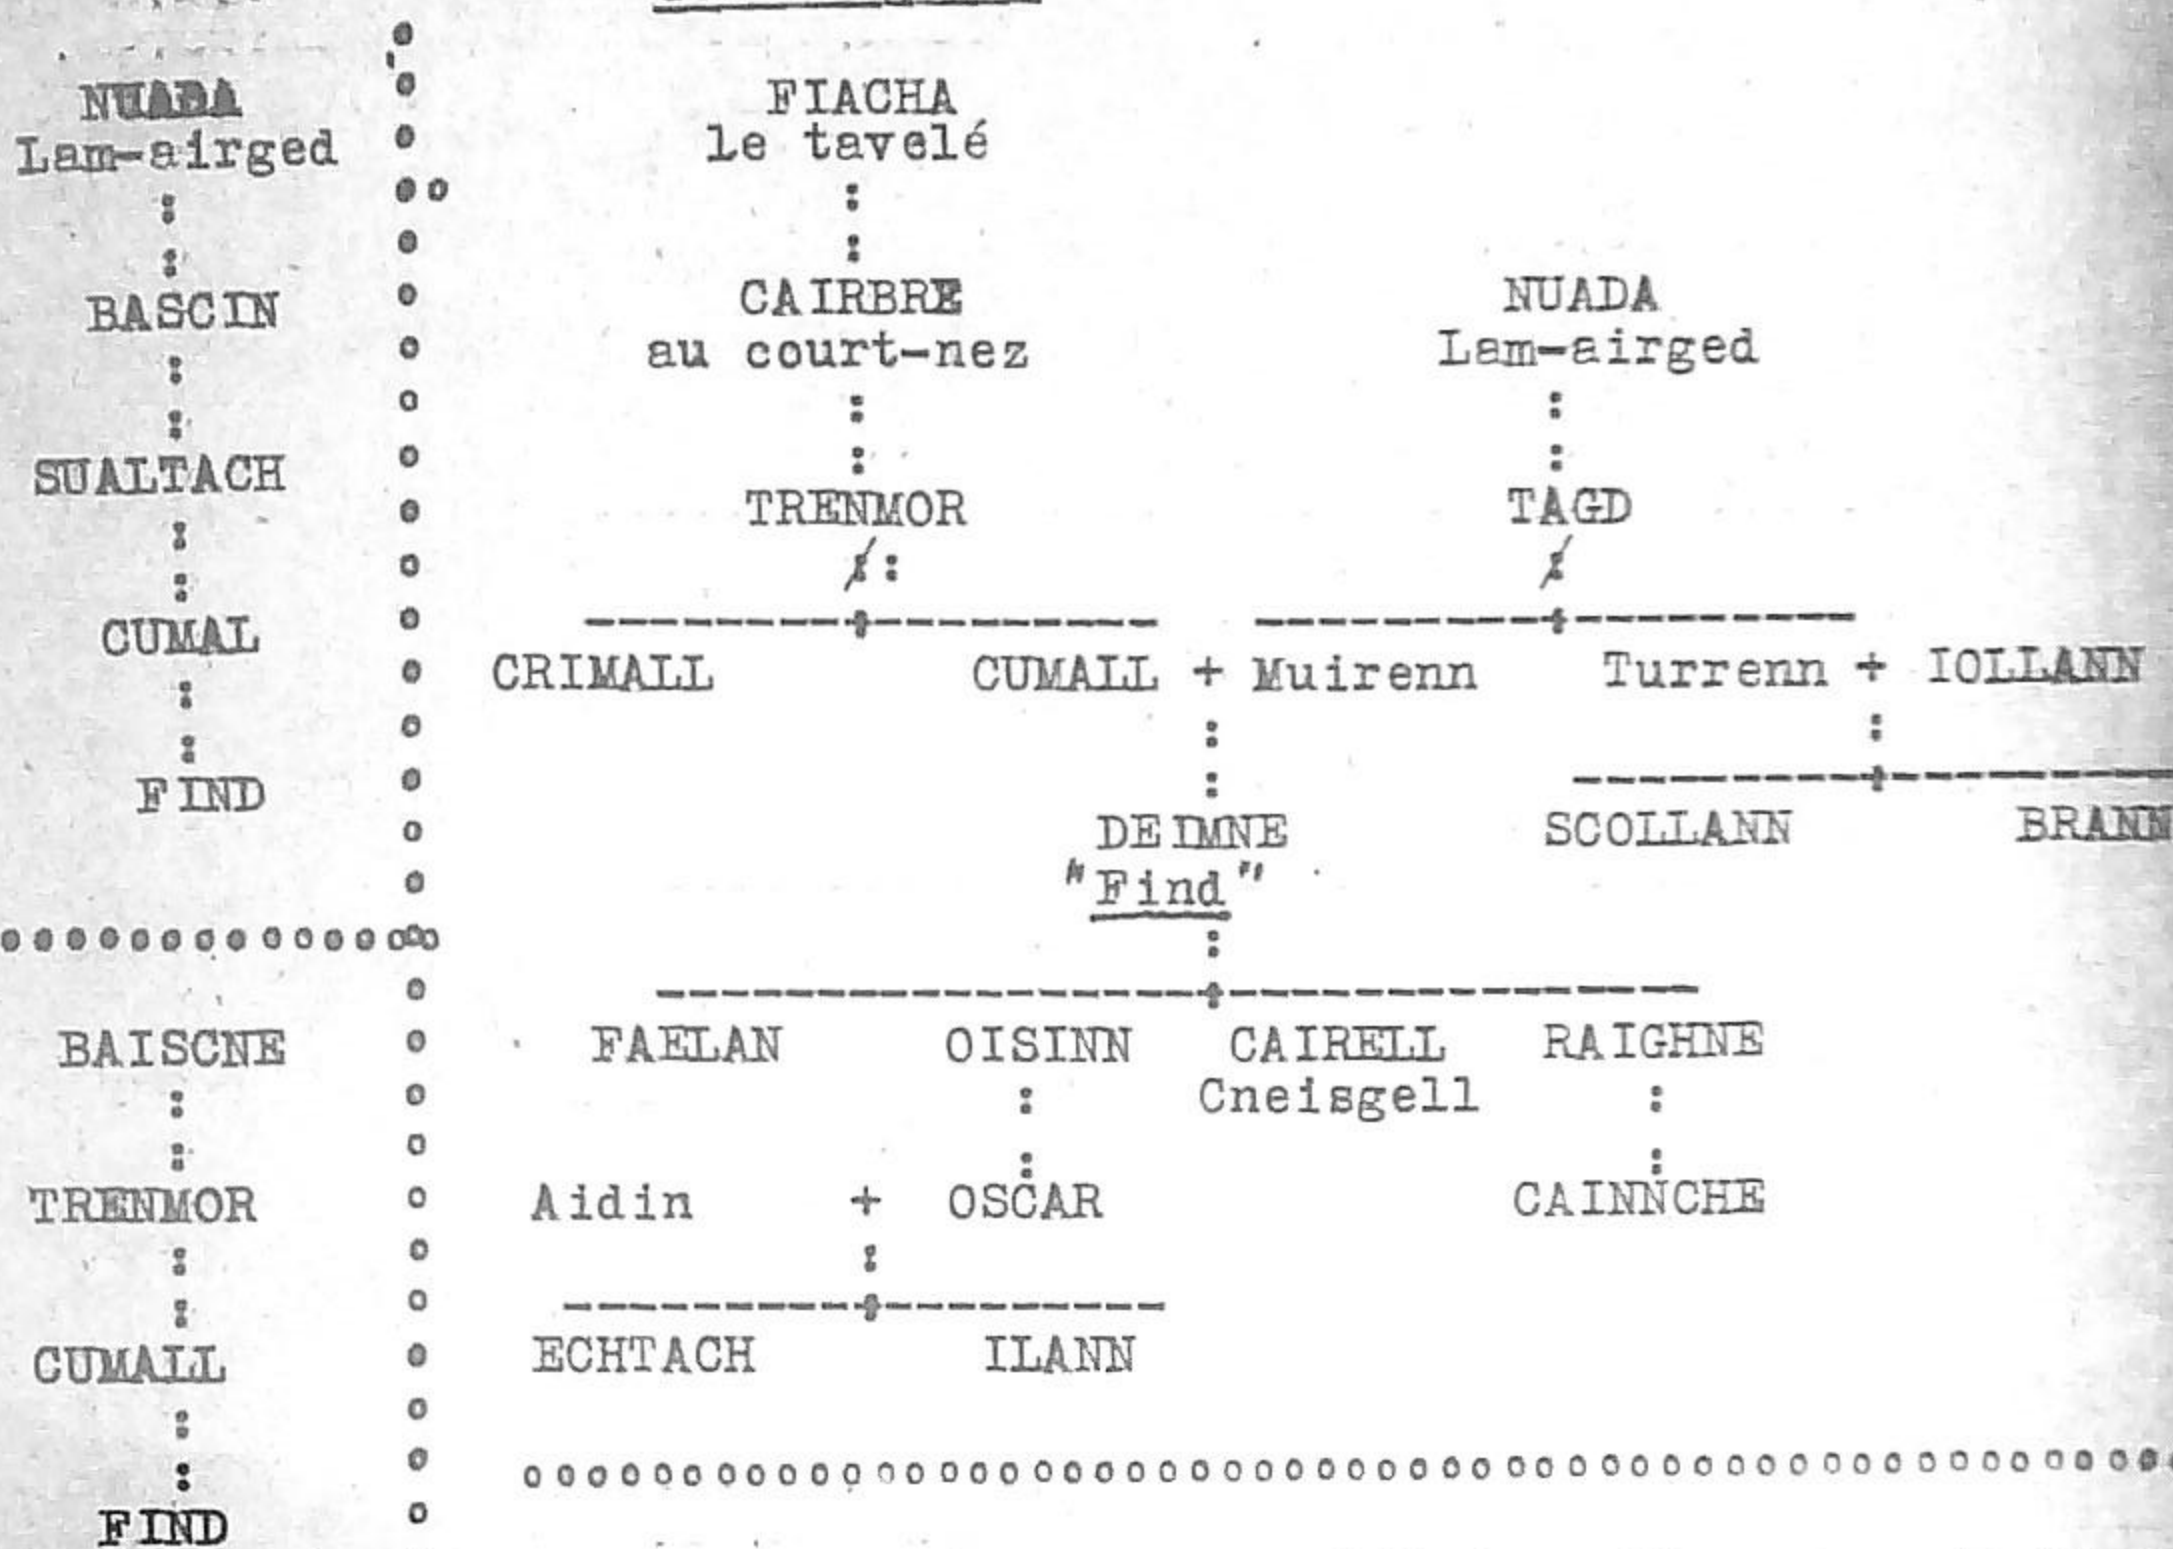 NUADA
Lam-airged
BASCIN
SUALTACH
CUMAL
FIND
BAISCNE
TRENMOR
CUMALL
FIND
FIACHA
le tavelé
CAIRBRE
au court-nez
NUADA
Lam-airged
TRENMOR
TAGD
CRIMALL CUMALL + Muirenn Turrenn + IOLLANN
DEIMNE
"Find"
SCOLLANN BRANN
FAELAN OISINN CAIRELL RAIGHNE
Cneisgell
Aidin + OSCAR CAINNCHE
ECHTACH ILANN